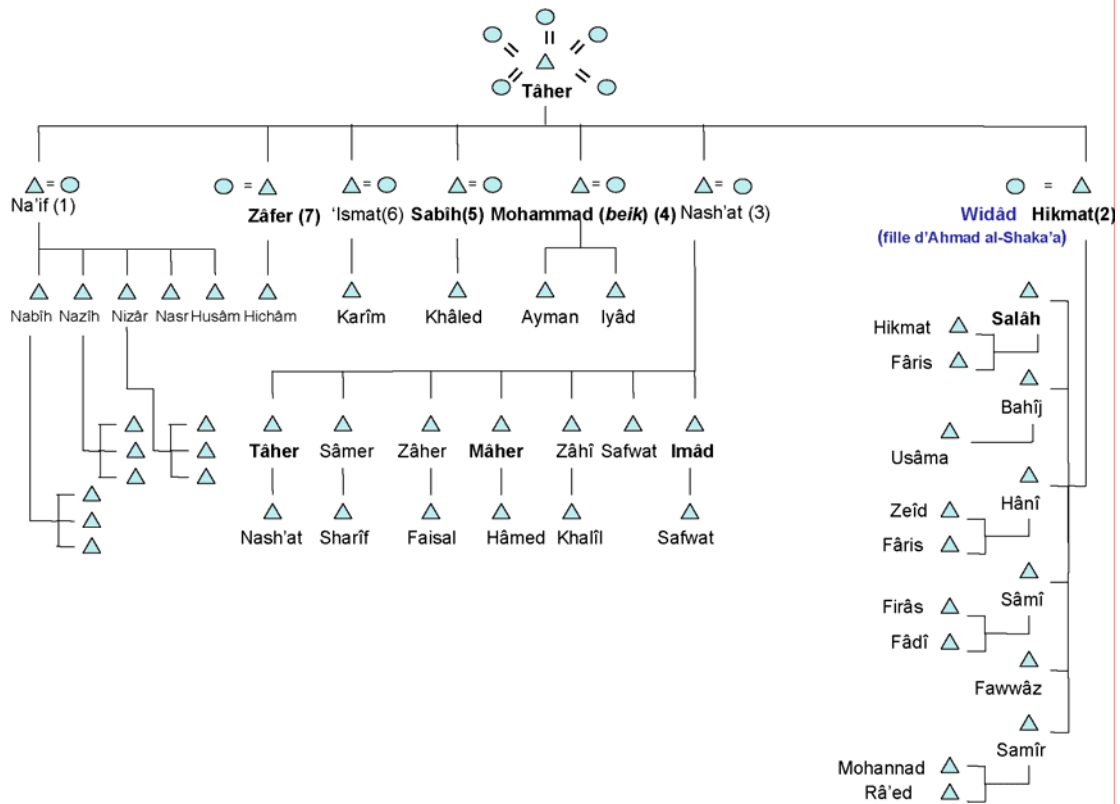 Tâher
Na'if (1)
Zâfer (7)
'Ismat(6)
Sabîh(5)
Mohammad (beik) (4)
Nash'at (3)
Widâd
(fille d'Ahmad al-Shaka'a)
Hikmat(2)
Nabîh
Nazîh
Nizâr
Nasr
Husâm
Hichâm
Karîm
Khâled
Ayman
Iyâd
Tâher
Sâmer
Zâher
Mâher
Zâhî
Safwat
Imâd
Nash'at
Sharîf
Faisal
Hâmed
Khalîl
Safwat
Salâh
Hikmat
Fâris
Bahîj
Usâma
Hânî
Zeîd
Fâris
Sâmî
Firâs
Fâdî
Fawwâz
Samîr
Mohannad
Râ'ed